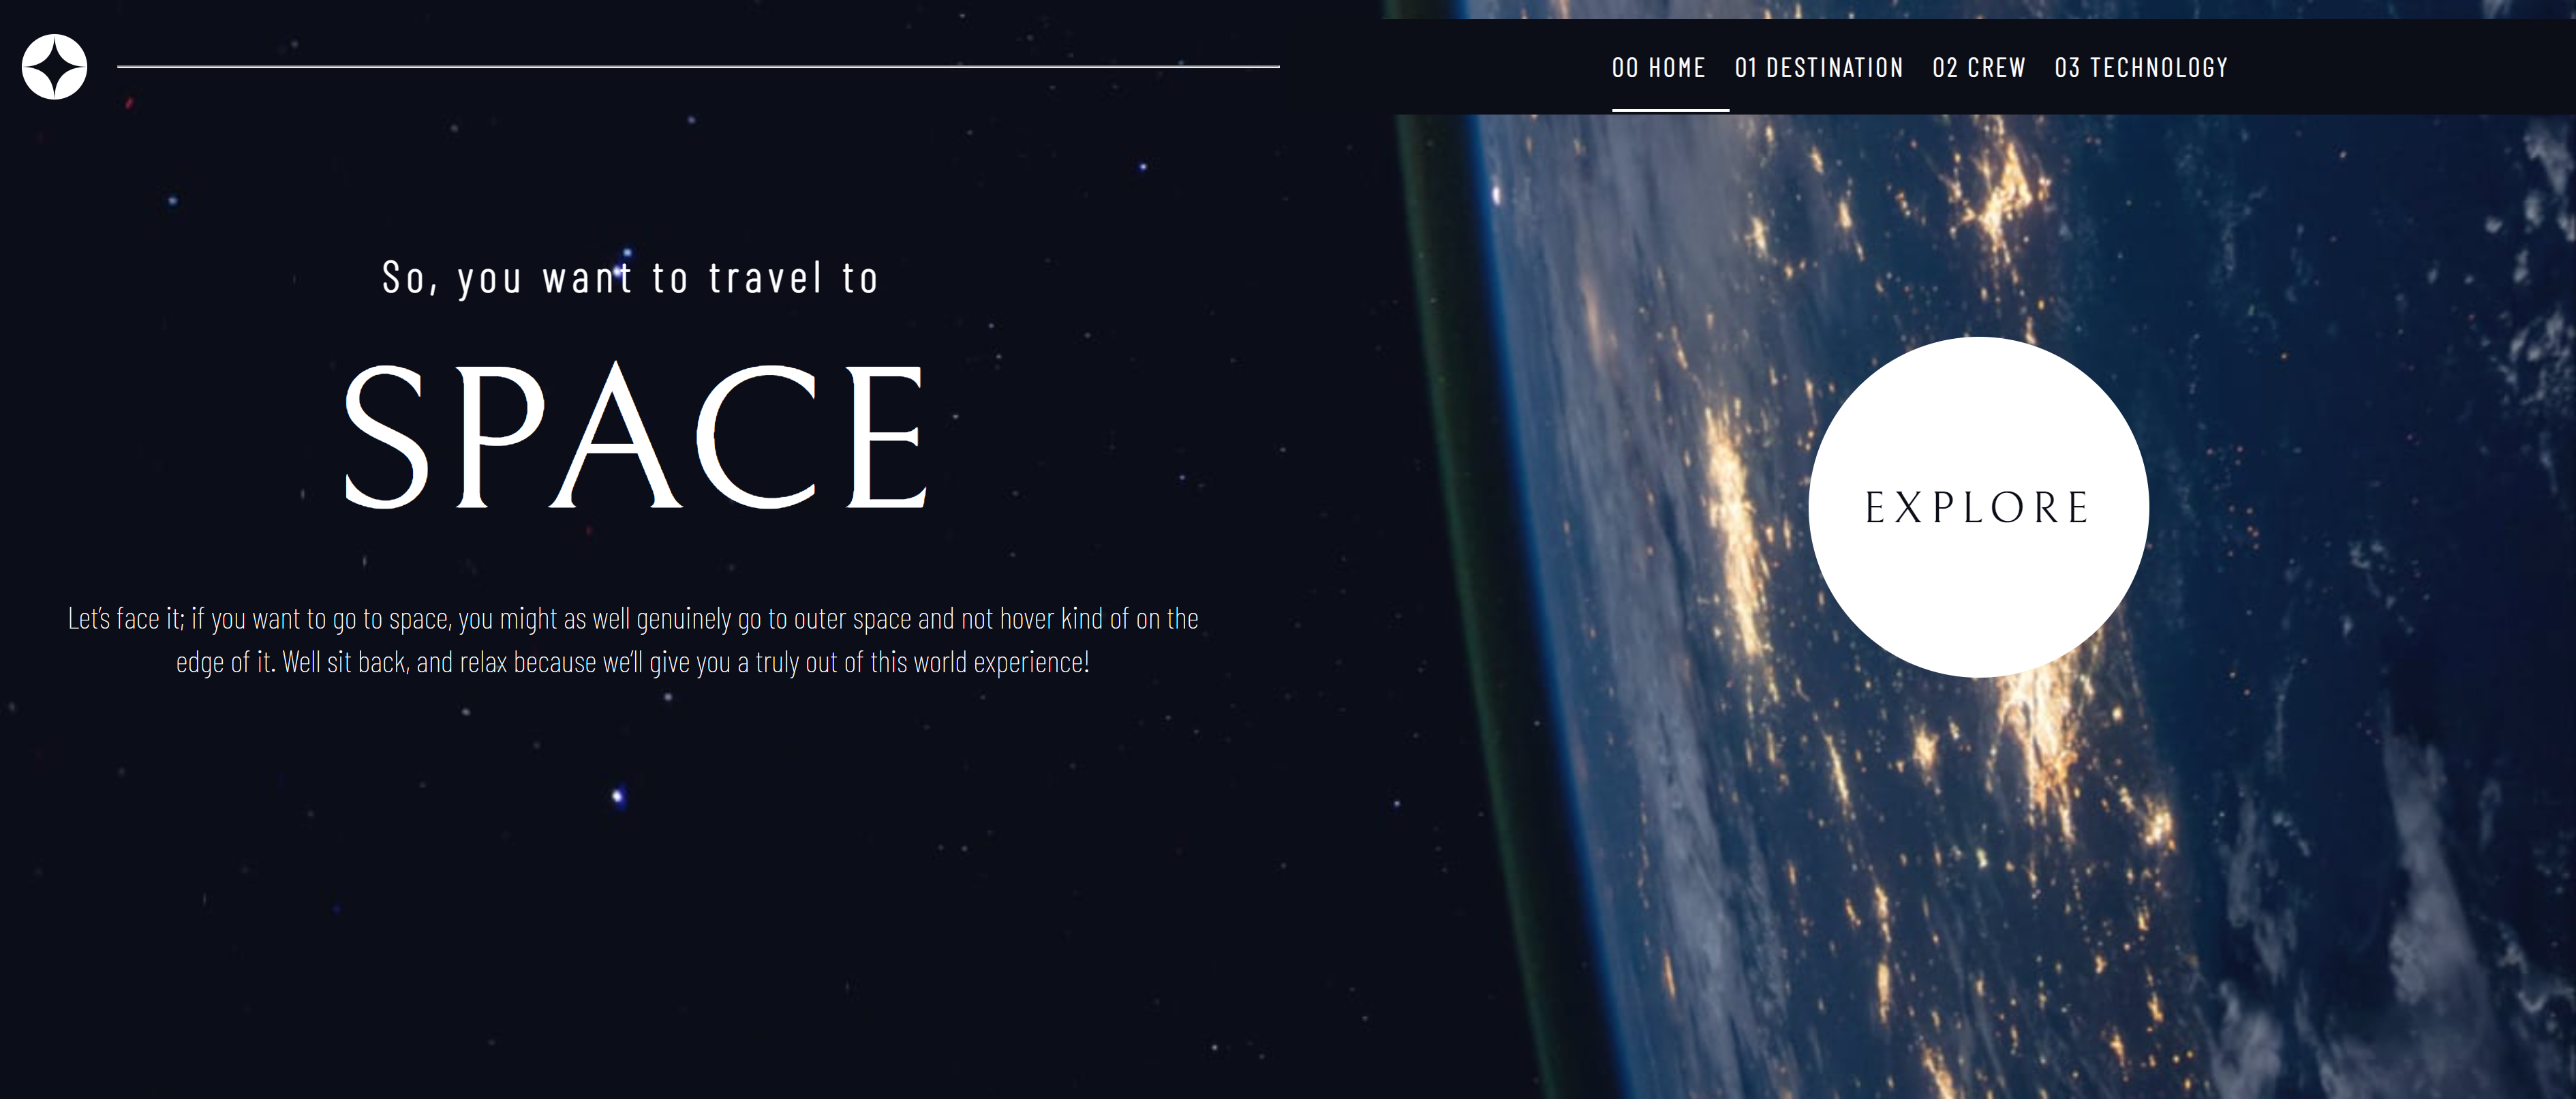 00 HOME 01 DESTINATION 02 CREW 03 TECHNOLOGY
So, you want to travel to
SPACE
Let’s face it; if you want to go to space, you might as well genuinely go to outer space and not hover kind of on the
edge of it. Well sit back, and relax because we’ll give you a truly out of this world experience!
EXPLORE